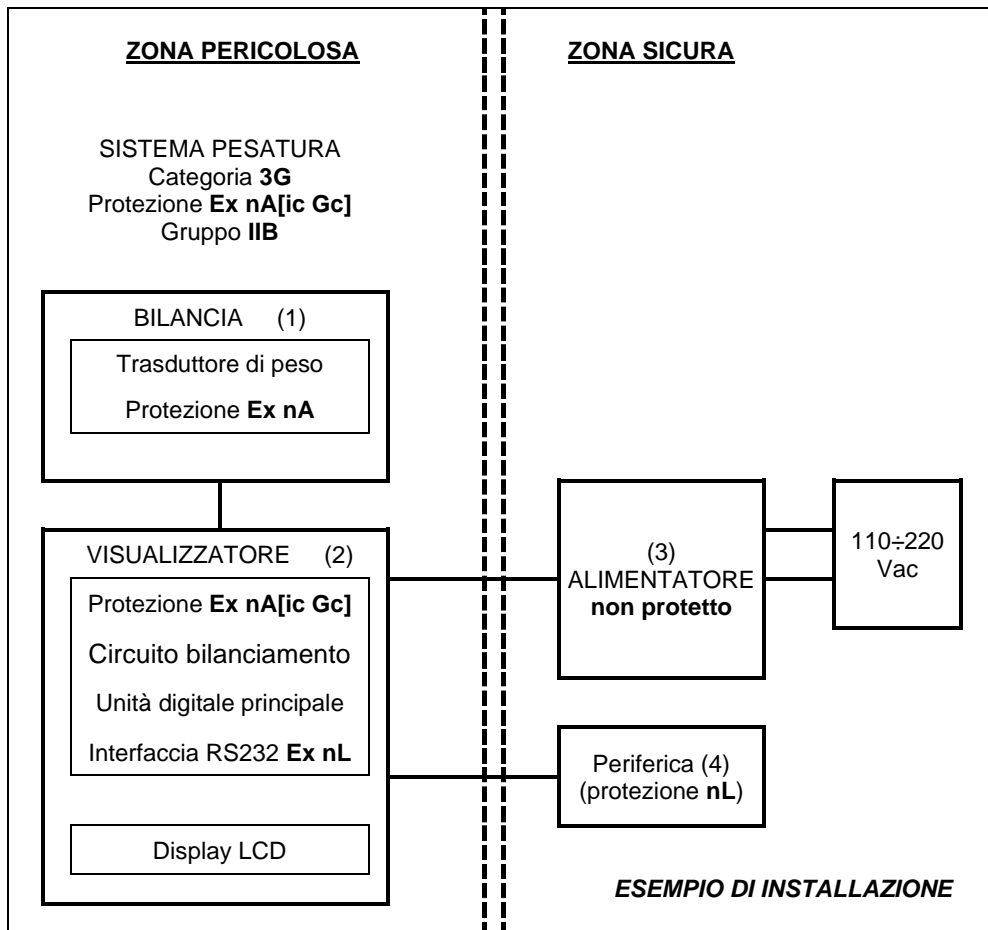 ZONA PERICOLOSA
ZONA SICURA
SISTEMA PESATURA
Categoria 3G
Protezione Ex nA[ic Gc]
Gruppo IIB
BILANCIA (1)
Trasduttore di peso
Protezione Ex nA
VISUALIZZATORE (2)
Protezione Ex nA[ic Gc]
Circuito bilanciamento
Unità digitale principale
Interfaccia RS232 Ex nL
Display LCD
(3)
ALIMENTATORE
non protetto
110÷220
Vac
Periferica (4)
(protezione nL)
ESEMPIO DI INSTALLAZIONE